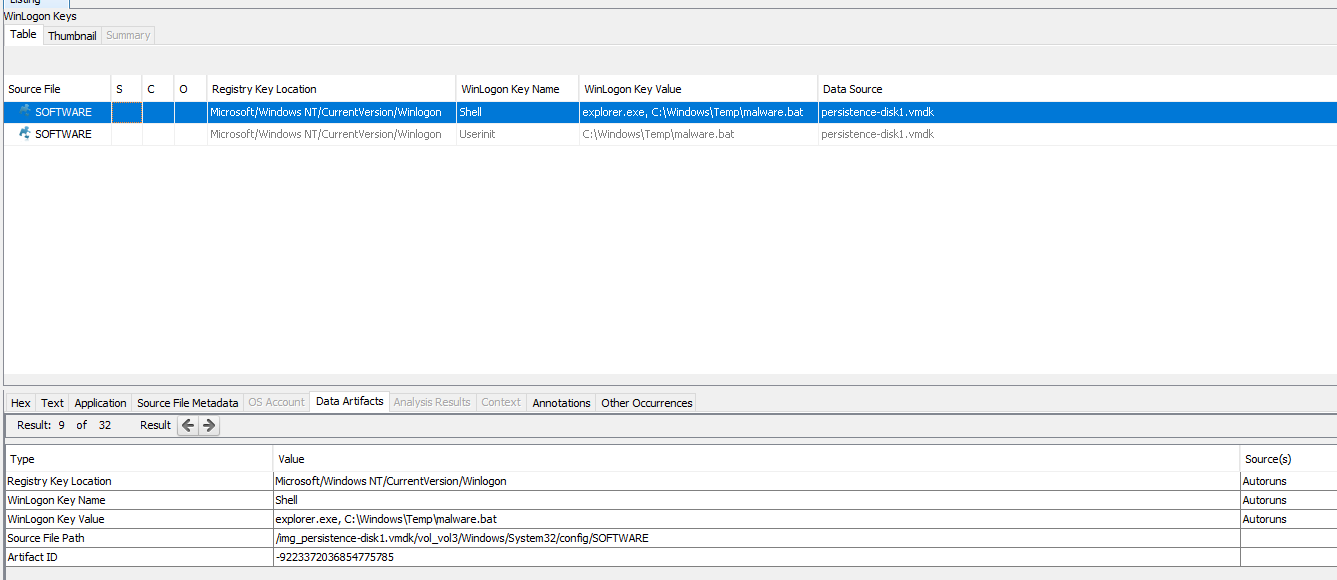 Listing
WinLogon Keys
Table Thumbnail Summary
Source File S C O Registry Key Location WinLogon Key Name WinLogon Key Value Data Source
SOFTWARE Microsoft/Windows NT/CurrentVersion/Winlogon Shell explorer.exe, C:\Windows\Temp\malware.bat persistence-disk1.vmdk
SOFTWARE Microsoft/Windows NT/CurrentVersion/Winlogon Userinit C:\Windows\Temp\malware.bat persistence-disk1.vmdk
Hex Text Application Source File Metadata OS Account Data Artifacts Analysis Results Context Annotations Other Occurrences
Result: 9 of 32 Result
Type Value Source(s)
Registry Key Location Microsoft/Windows NT/CurrentVersion/Winlogon Autoruns
WinLogon Key Name Shell Autoruns
WinLogon Key Value explorer.exe, C:\Windows\Temp\malware.bat Autoruns
Source File Path /img_persistence-disk1.vmdk/vol_vol3/Windows/System32/config/SOFTWARE
Artifact ID -9223372036854775785